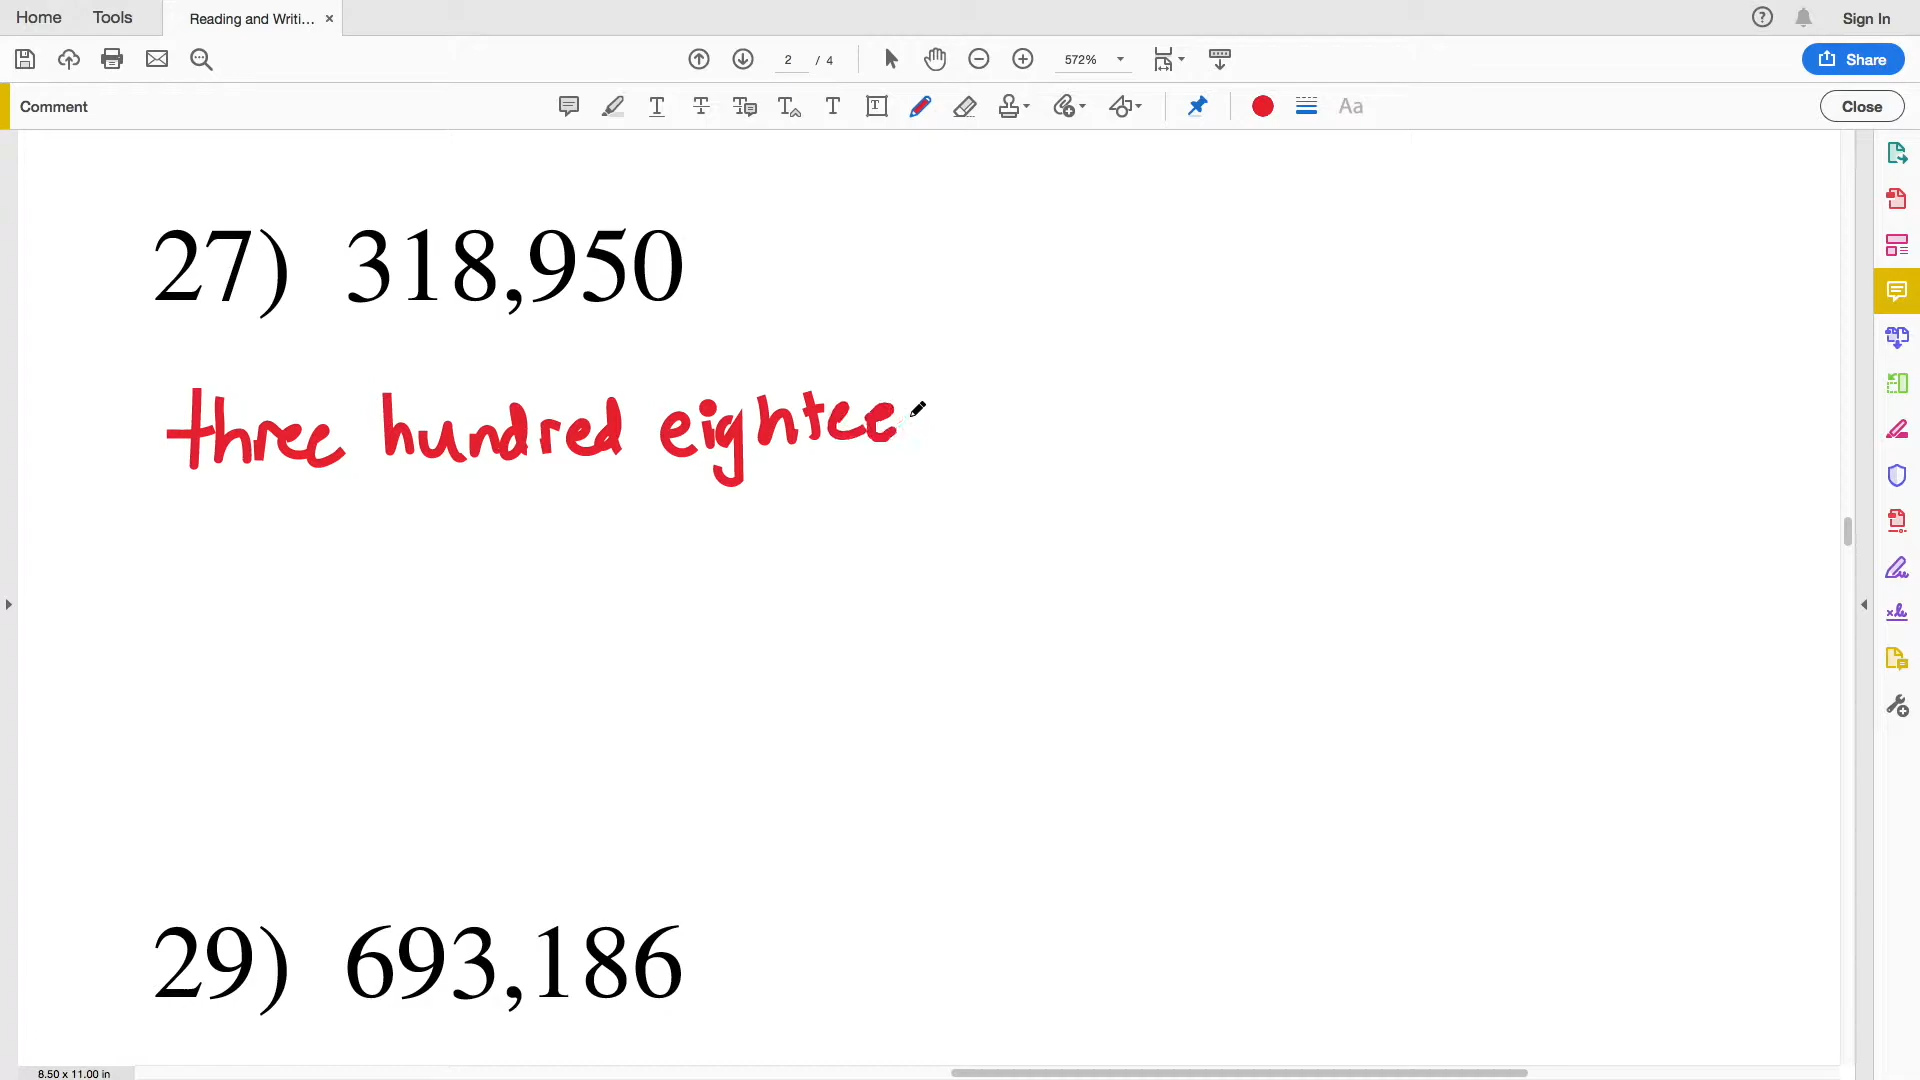 Home Tools Reading and Writi... × Sign In
2 / 4 572% Share
Comment Aa Close
27) 318,950
three hundred eightee
29) 693,186
8.50 x 11.00 in